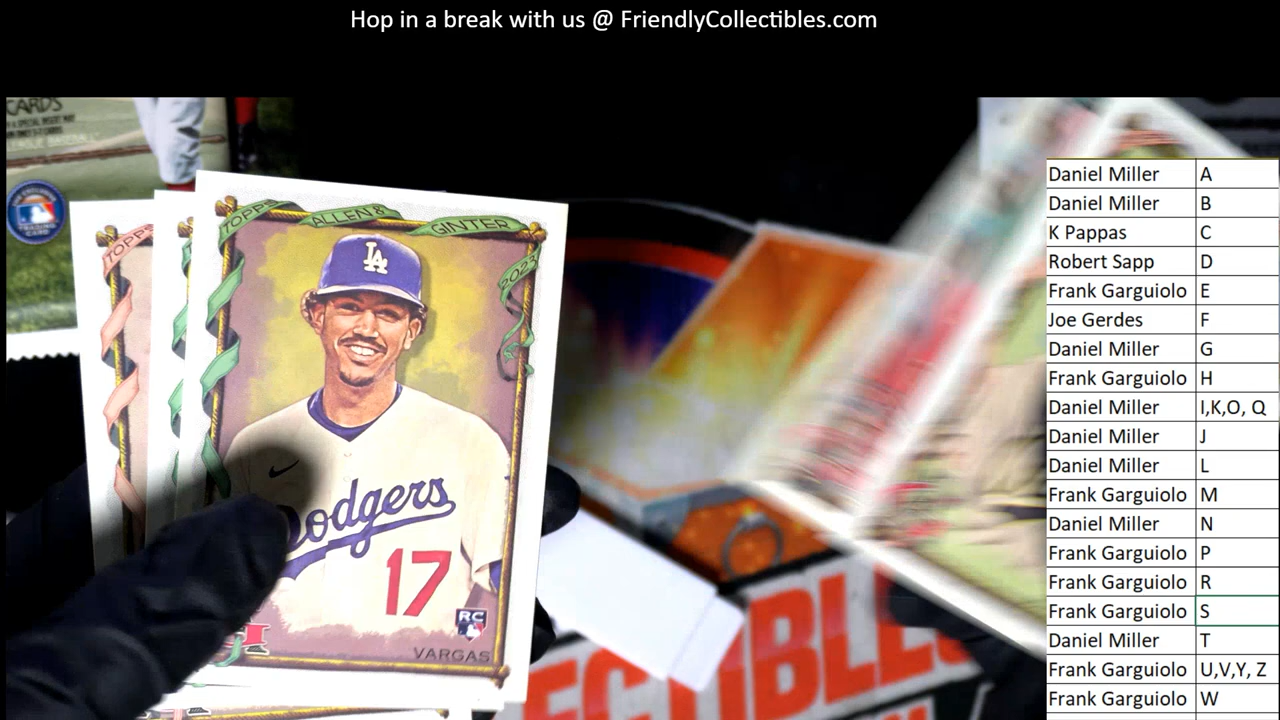 Hop in a break with us @ FriendlyCollectibles.com
CARDS
TOPPS
TOPPS ALLEN & GINTER 2023
LA
Dodgers
17
RC
VARGAS
Daniel Miller A
Daniel Miller B
K Pappas C
Robert Sapp D
Frank Garguiolo E
Joe Gerdes F
Daniel Miller G
Frank Garguiolo H
Daniel Miller I,K,O, Q
Daniel Miller J
Daniel Miller L
Frank Garguiolo M
Daniel Miller N
Frank Garguiolo P
Frank Garguiolo R
Frank Garguiolo S
Daniel Miller T
Frank Garguiolo U,V,Y, Z
Frank Garguiolo W